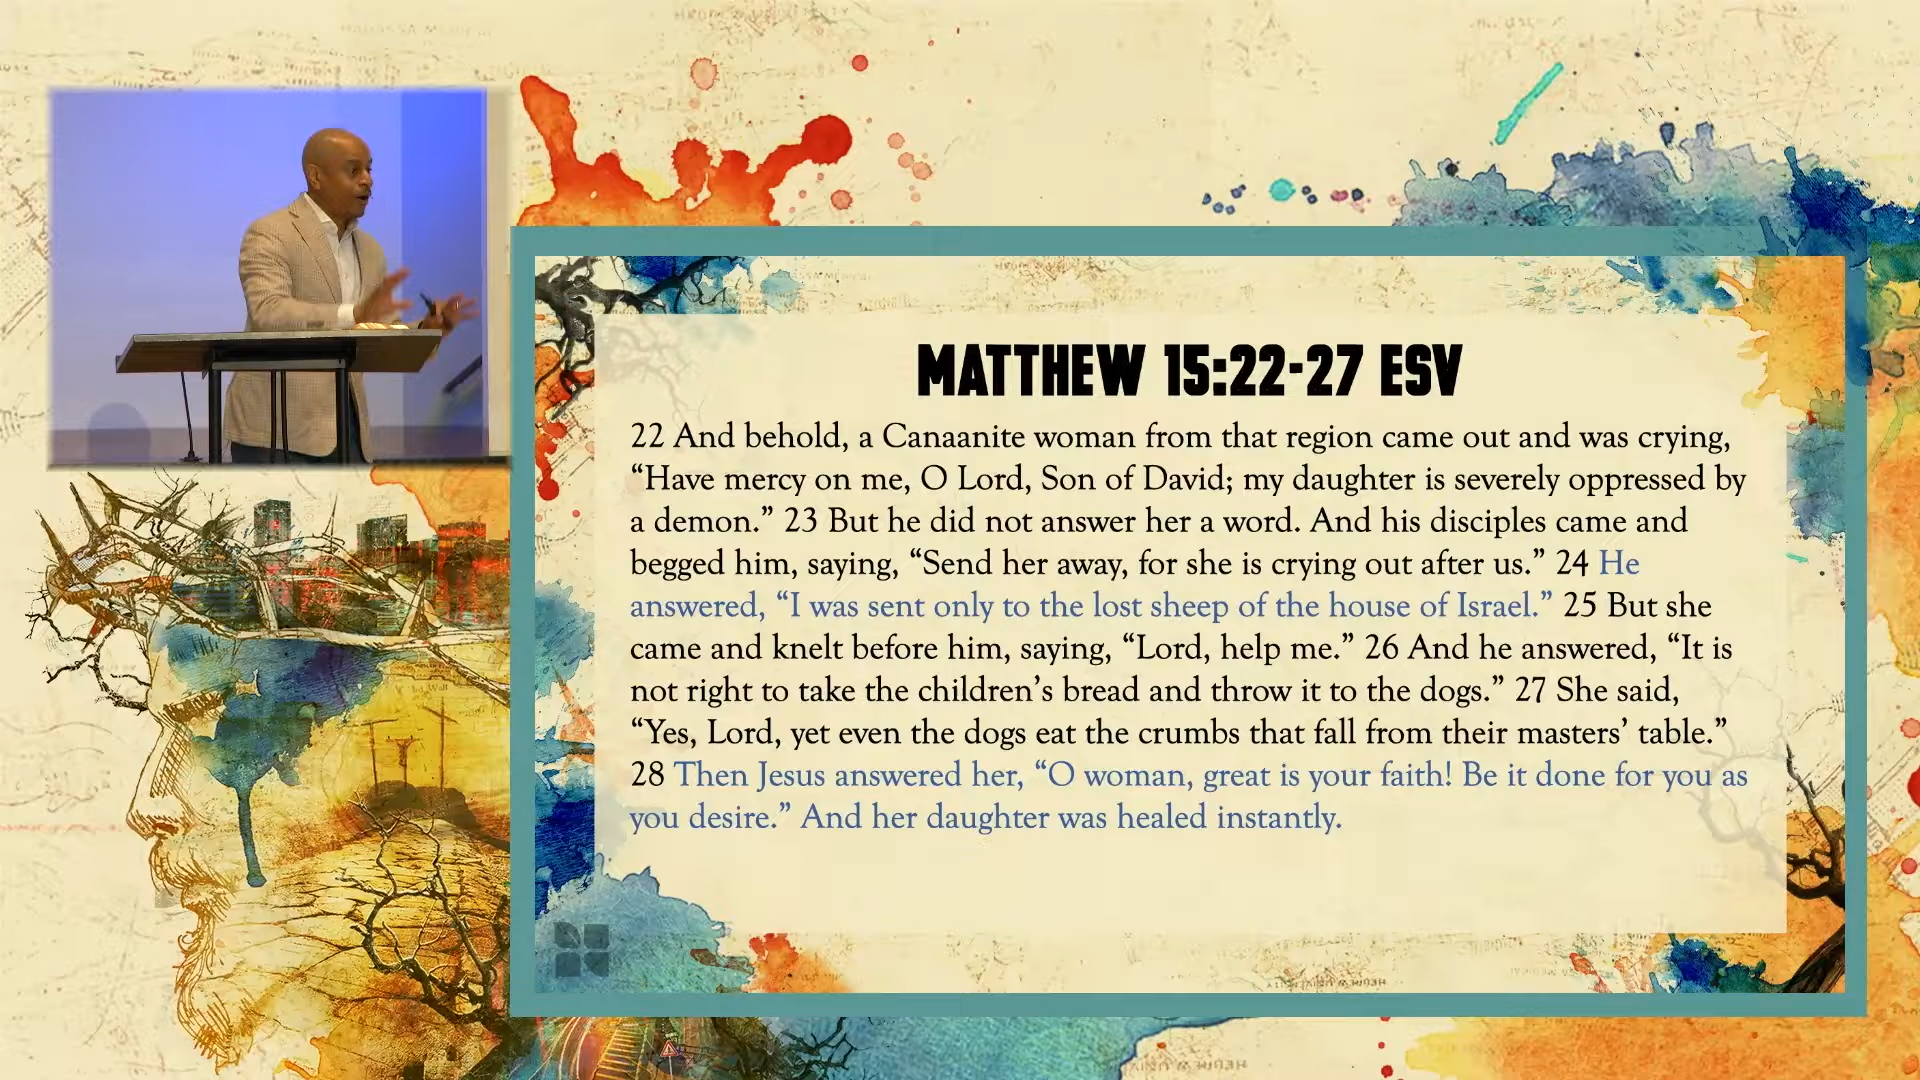 MATTHEW 15:22-27 ESV
22 And behold, a Canaanite woman from that region came out and was crying,
“Have mercy on me, O Lord, Son of David; my daughter is severely oppressed by
a demon.” 23 But he did not answer her a word. And his disciples came and
begged him, saying, “Send her away, for she is crying out after us.” 24 He
answered, “I was sent only to the lost sheep of the house of Israel.” 25 But she
came and knelt before him, saying, “Lord, help me.” 26 And he answered, “It is
not right to take the children’s bread and throw it to the dogs.” 27 She said,
“Yes, Lord, yet even the dogs eat the crumbs that fall from their masters’ table.”
28 Then Jesus answered her, “O woman, great is your faith! Be it done for you as
you desire.” And her daughter was healed instantly.